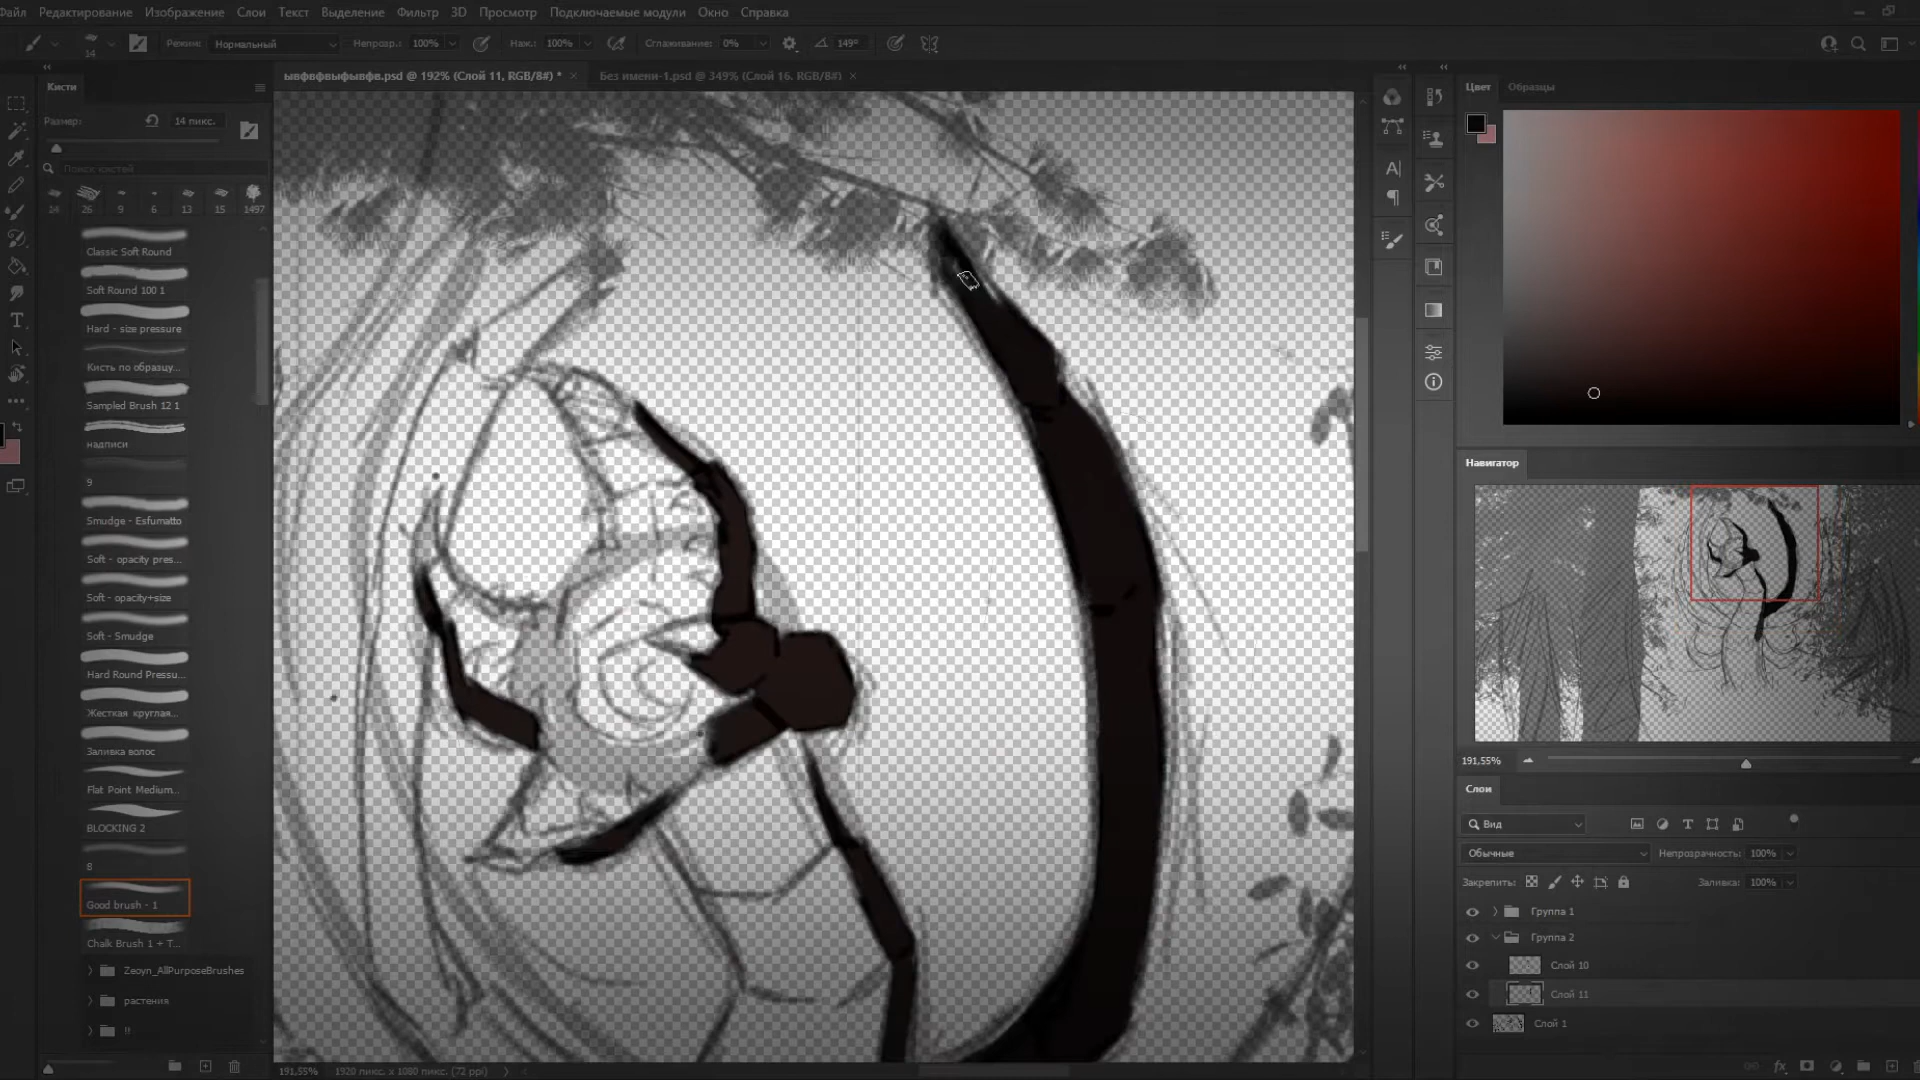 Файл Редактирование Изображение Слои Текст Выделение Фильтр 3D Просмотр Подключаемые модули Окно Справка
14 Режим: Нормальный Непрозр.: 100% Наж.: 100% Сглаживание: 0% 149°
ывфвфвыфывфв.psd @ 192% (Слой 11, RGB/8#) * Без имени-1.psd @ 349% (Слой 16, RGB/8#)
Кисти
Размер: 14 пикс.
Поиск кистей
14 26 9 6 13 15 1497
Classic Soft Round
Soft Round 100 1
Hard - size pressure
Кисть по образцу...
Sampled Brush 12 1
надписи
9
Smudge - Esfumatto
Soft - opacity pres...
Soft - opacity+size
Soft - Smudge
Hard Round Pressu...
Жесткая круглая...
Заливка волос
Flat Point Medium...
BLOCKING 2
8
Good brush - 1
Chalk Brush 1 + T...
Zeoyn_AllPurposeBrushes
растения
!!
191,55% 1920 пикс. x 1080 пикс. (72 ppi)
Цвет Образцы
Навигатор
191,55%
Слои
Вид
Обычные Непрозрачность: 100%
Закрепить: Заливка: 100%
Группа 1
Группа 2
Слой 10
Слой 11
Слой 1